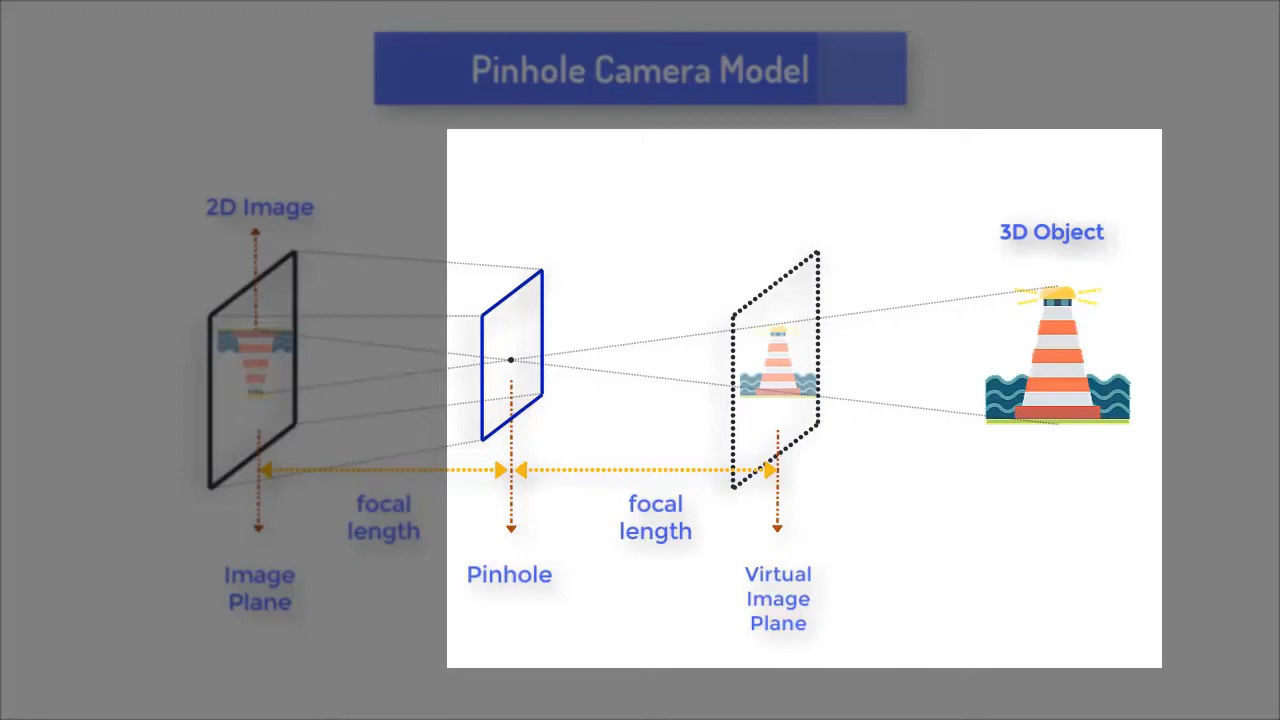 Pinhole Camera Model
2D Image
3D Object
focal
length
focal
length
Image
Plane
Pinhole
Virtual
Image
Plane